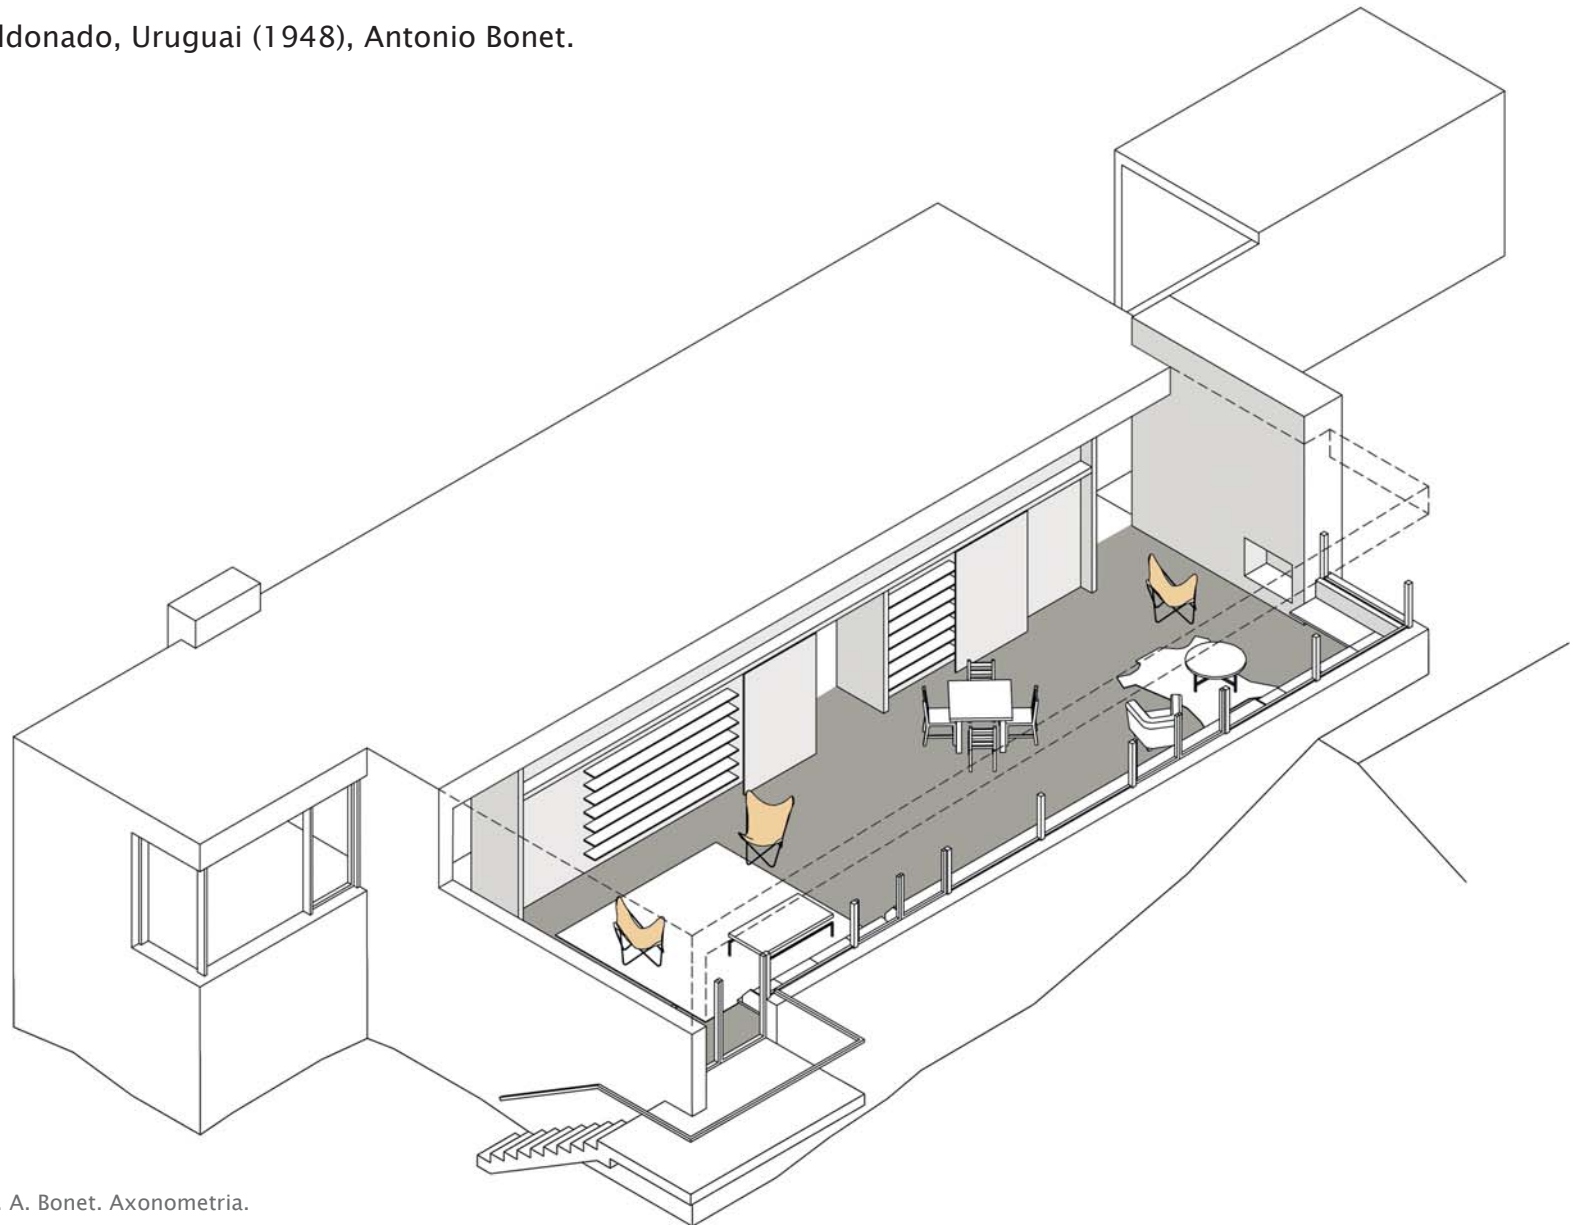 ldonado, Uruguai (1948), Antonio Bonet.
. A. Bonet. Axonometria.